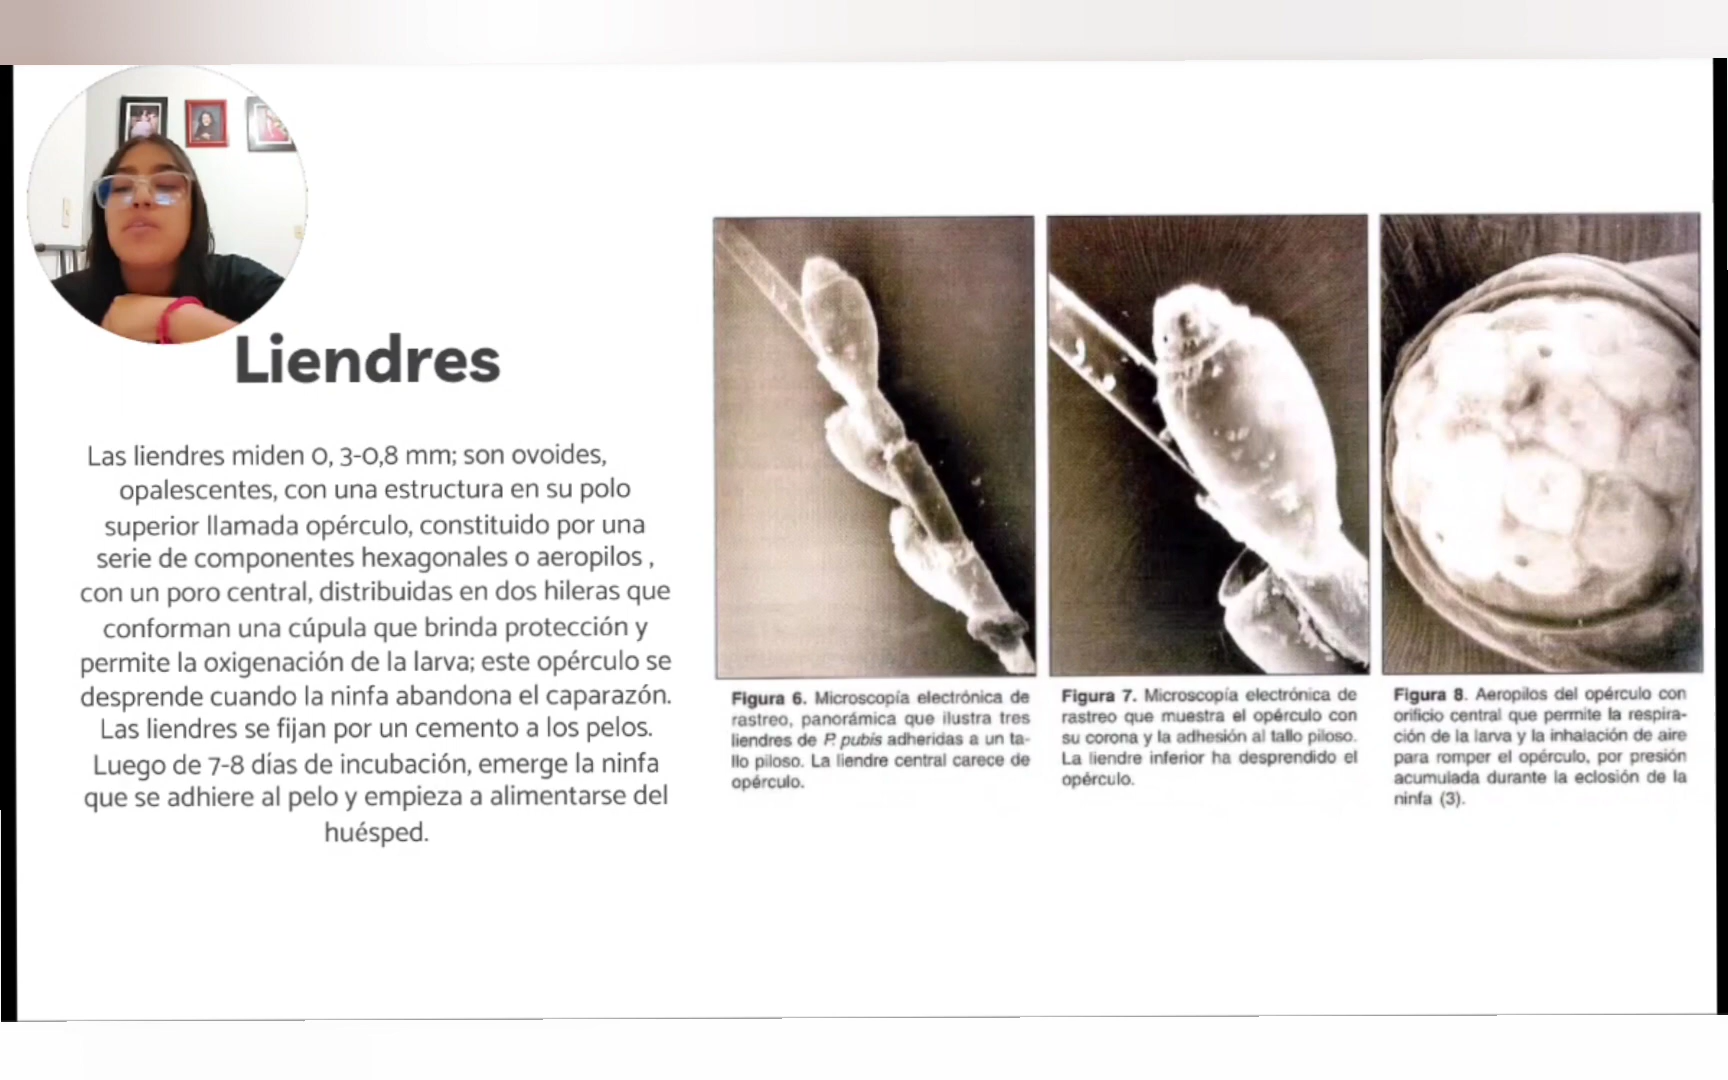 Liendres
Las liendres miden 0, 3-0,8 mm; son ovoides,
opalescentes, con una estructura en su polo
superior llamada opérculo, constituido por una
serie de componentes hexagonales o aeropilos ,
con un poro central, distribuidas en dos hileras que
conforman una cúpula que brinda protección y
permite la oxigenación de la larva; este opérculo se
desprende cuando la ninfa abandona el caparazón.
Las liendres se fijan por un cemento a los pelos.
Luego de 7-8 días de incubación, emerge la ninfa
que se adhiere al pelo y empieza a alimentarse del
huésped.
Figura 6. Microscopía electrónica de
rastreo, panorámica que ilustra tres
liendres de P. pubis adheridas a un ta-
llo piloso. La liendre central carece de
opérculo.
Figura 7. Microscopía electrónica de
rastreo que muestra el opérculo con
su corona y la adhesión al tallo piloso.
La liendre inferior ha desprendido el
opérculo.
Figura 8. Aeropilos del opérculo con
orificio central que permite la respira-
ción de la larva y la inhalación de aire
para romper el opérculo, por presión
acumulada durante la eclosión de la
ninfa (3).